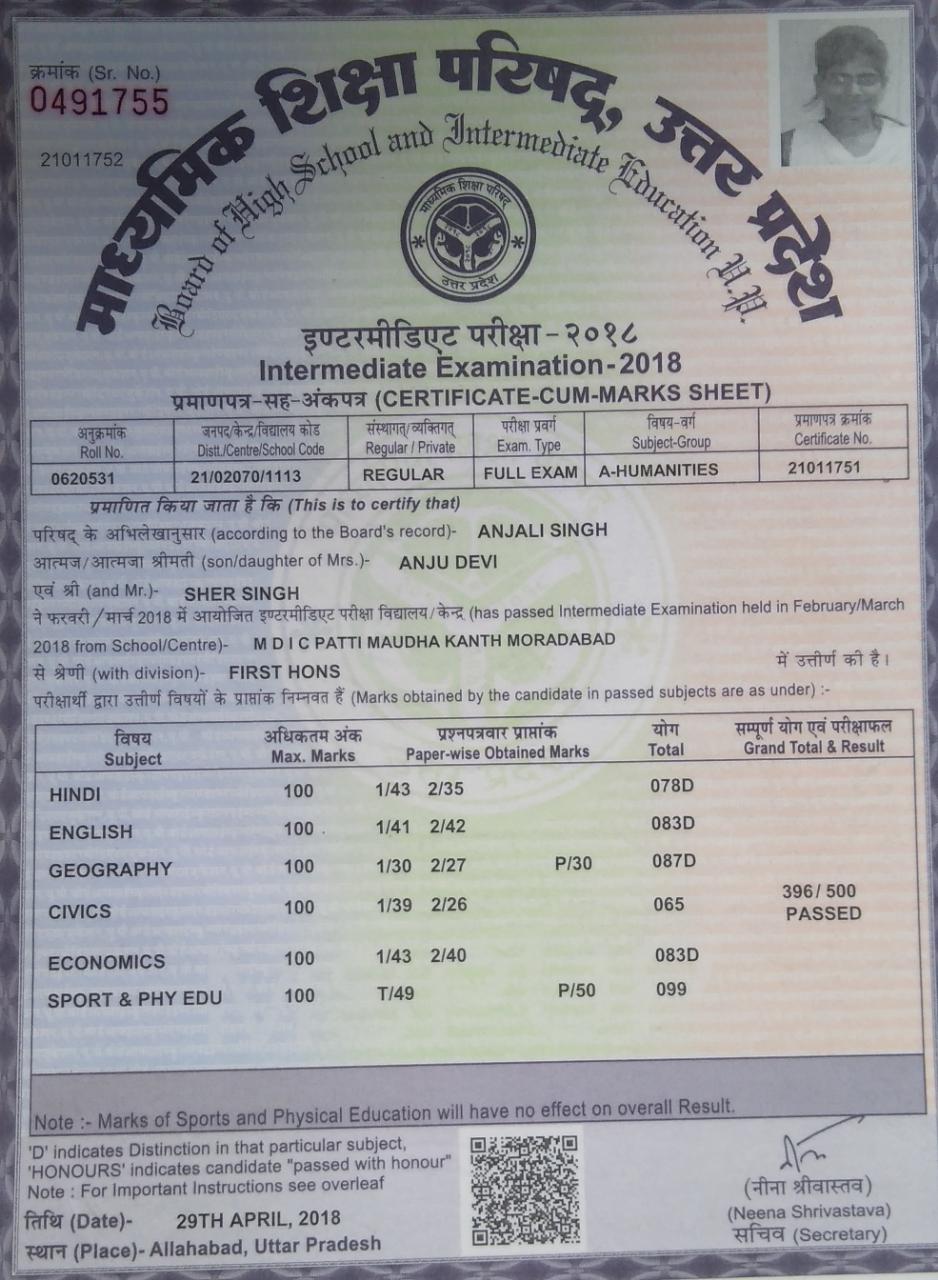 क्रमांक (Sr. No.)
0491755
21011752
माध्यमिक शिक्षा परिषद्, उत्तर प्रदेश
Board of High School and Intermediate Education U.P.
माध्यमिक शिक्षा परिषद्
उत्तर प्रदेश
इण्टरमीडिएट परीक्षा-२०१८
Intermediate Examination-2018
प्रमाणपत्र-सह-अंकपत्र (CERTIFICATE-CUM-MARKS SHEET)
अनुक्रमांक जनपद/केन्द्र/विद्यालय कोड संस्थागत/व्यक्तिगत् परीक्षा प्रवर्ग विषय-वर्ग प्रमाणपत्र क्रमांक
Roll No. Distt./Centre/School Code Regular / Private Exam. Type Subject-Group Certificate No.
0620531 21/02070/1113 REGULAR FULL EXAM A-HUMANITIES 21011751
प्रमाणित किया जाता है कि (This is to certify that)
परिषद् के अभिलेखानुसार (according to the Board's record)- ANJALI SINGH
आत्मज/आत्मजा श्रीमती (son/daughter of Mrs.)- ANJU DEVI
एवं श्री (and Mr.)- SHER SINGH
ने फरवरी/मार्च 2018 में आयोजित इण्टरमीडिएट परीक्षा विद्यालय/केन्द्र (has passed Intermediate Examination held in February/March
2018 from School/Centre)- M D I C PATTI MAUDHA KANTH MORADABAD
से श्रेणी (with division)- FIRST HONS में उत्तीर्ण की है।
परीक्षार्थी द्वारा उत्तीर्ण विषयों के प्राप्तांक निम्नवत हैं (Marks obtained by the candidate in passed subjects are as under) :-
विषय अधिकतम अंक प्रश्नपत्रवार प्राप्तांक योग सम्पूर्ण योग एवं परीक्षाफल
Subject Max. Marks Paper-wise Obtained Marks Total Grand Total & Result
HINDI 100 1/43 2/35 078D
ENGLISH 100 1/41 2/42 083D
GEOGRAPHY 100 1/30 2/27 P/30 087D
CIVICS 100 1/39 2/26 065
396/ 500
PASSED
ECONOMICS 100 1/43 2/40 083D
SPORT & PHY EDU 100 T/49 P/50 099
Note :- Marks of Sports and Physical Education will have no effect on overall Result.
'D' indicates Distinction in that particular subject,
'HONOURS' indicates candidate "passed with honour"
Note : For Important Instructions see overleaf
तिथि (Date)- 29TH APRIL, 2018
स्थान (Place)- Allahabad, Uttar Pradesh
(नीना श्रीवास्तव)
(Neena Shrivastava)
सचिव (Secretary)